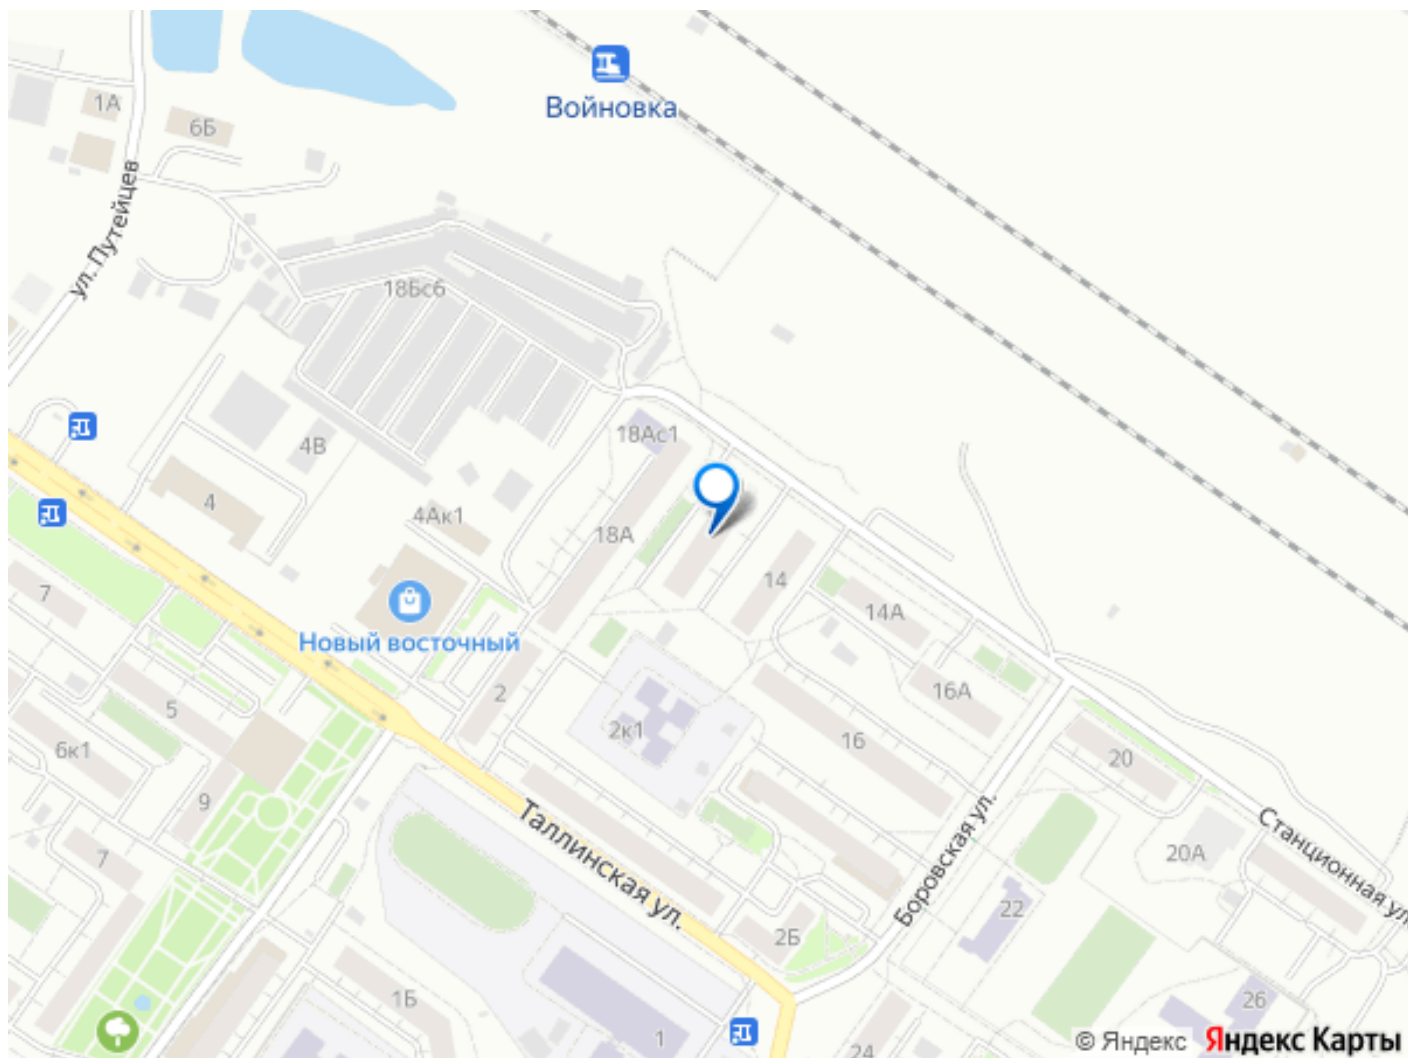 Войновка
1А
6Б
ул. Путейцев
18Бс6
4В
18Ас1
4
4Ак1
18А
14
7
14А
Новый восточный
16А
2
5
2к1
16
6к1
20
9
Таллинская ул.
Боровская ул.
Станционная ул.
7
20А
22
2Б
1Б
26
1
24
© Яндекс Яндекс Карты